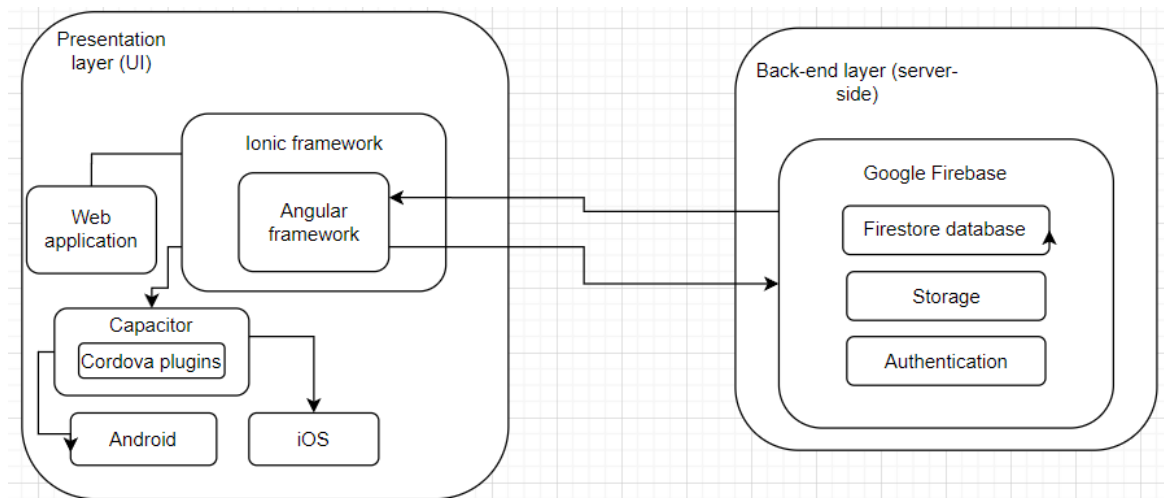 Presentation
layer (UI)
Ionic framework
Angular
framework
Web
application
Capacitor
Cordova plugins
Android
iOS
Back-end layer (server-
side)
Google Firebase
Firestore database
Storage
Authentication